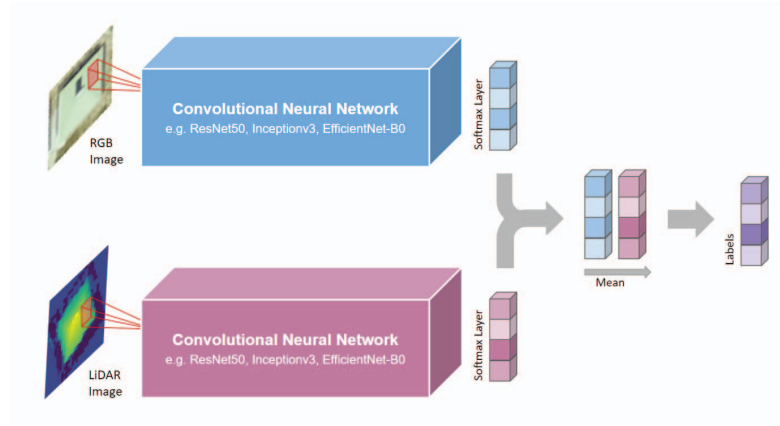 RGB
Image
Convolutional Neural Network
e.g. ResNet50, Inceptionv3, EfficientNet-B0
Softmax Layer
Mean
Labels
LiDAR
Image
Convolutional Neural Network
e.g. ResNet50, Inceptionv3, EfficientNet-B0
Softmax Layer